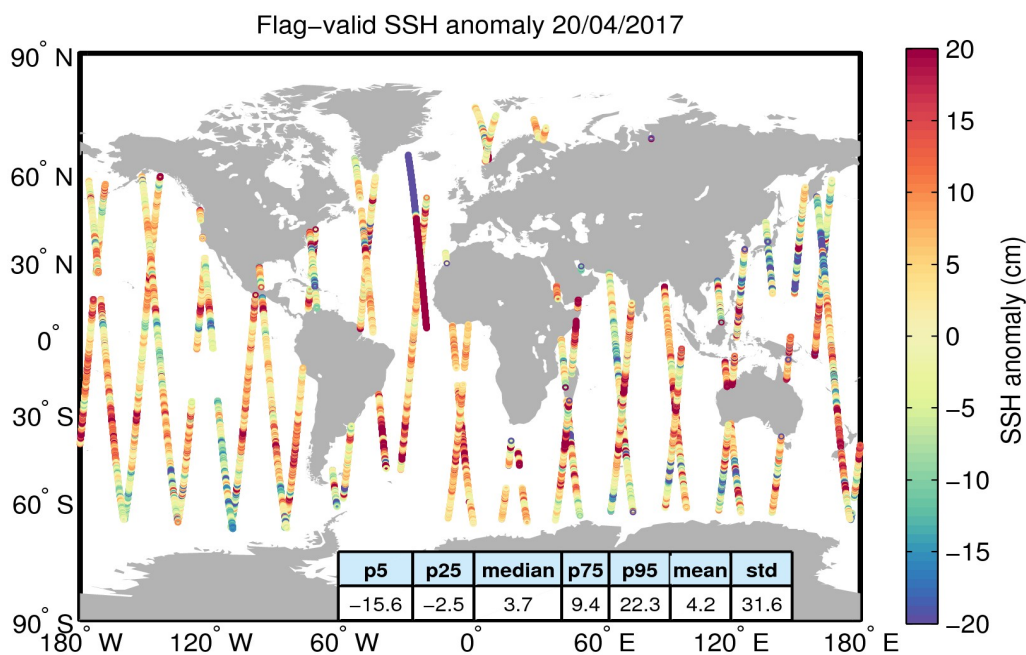 Flag−valid SSH anomaly 20/04/2017
90° N
60° N
30° N
0°
30° S
60° S
90° S
180° W
120° W
60° W
0°
60° E
120° E
180° E
p5 p25 median p75 p95 mean std
−15.6 −2.5 3.7 9.4 22.3 4.2 31.6
20
15
10
5
0
−5
−10
−15
−20
SSH anomaly (cm)